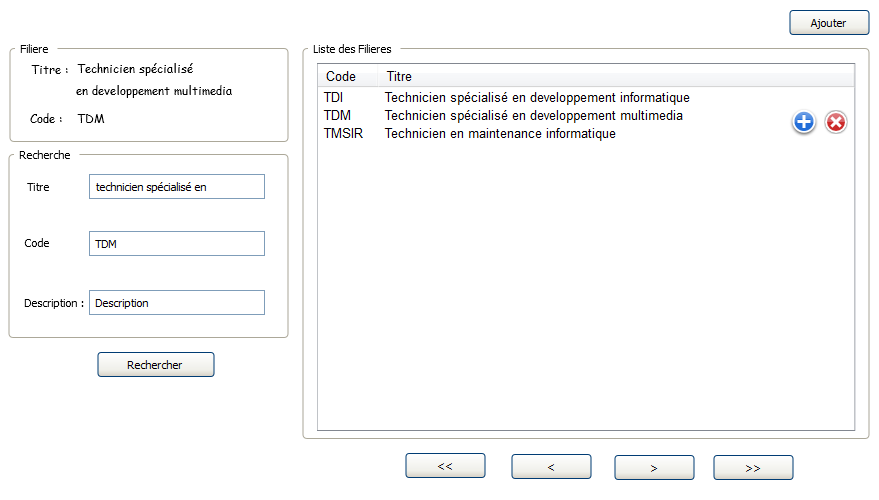 Ajouter
Filiere
Titre : Technicien spécialisé
en developpement multimedia
Code : TDM
Recherche
Titre technicien spécialisé en
Code TDM
Description : Description
Rechercher
Liste des Filieres
Code Titre
TDI Technicien spécialisé en developpement informatique
TDM Technicien spécialisé en developpement multimedia
TMSIR Technicien en maintenance informatique
<< < > >>